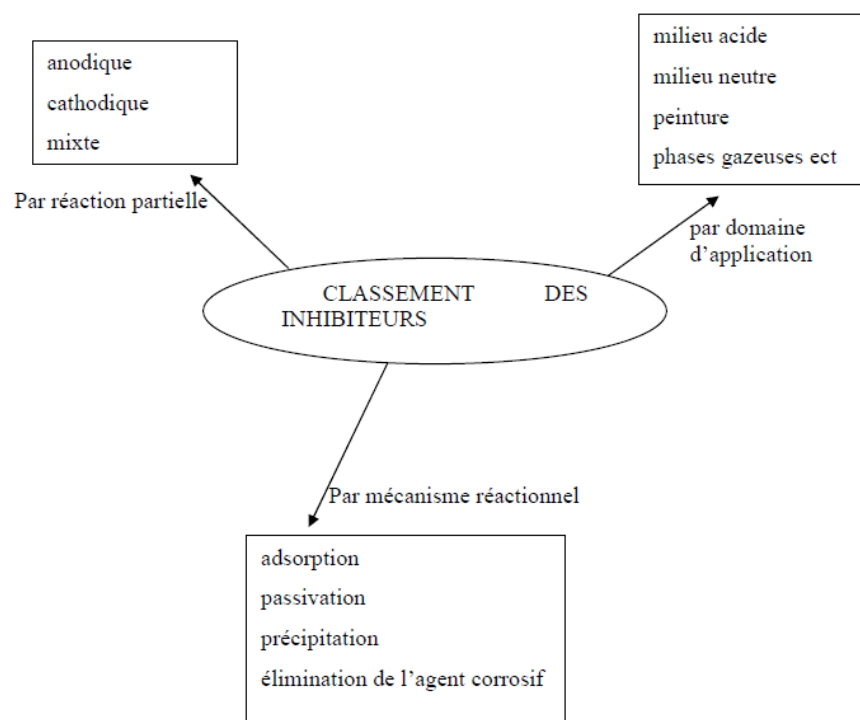 anodique
cathodique
mixte
Par réaction partielle
milieu acide
milieu neutre
peinture
phases gazeuses ect
par domaine
d’application
CLASSEMENT DES
INHIBITEURS
Par mécanisme réactionnel
adsorption
passivation
précipitation
élimination de l’agent corrosif